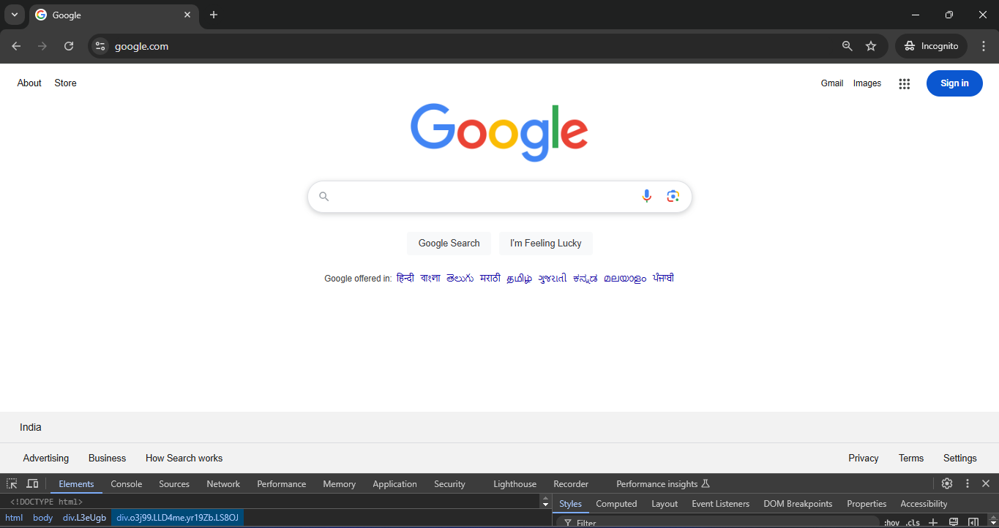 Google
google.com
Incognito
About Store
Gmail Images
Sign in
Google
Google Search I'm Feeling Lucky
Google offered in: हिन्दी বাংলা తెలుగు मराठी தமிழ் ગુજરાતી ಕನ್ನಡ മലയാളം ਪੰਜਾਬੀ
India
Advertising Business How Search works
Privacy Terms Settings
Elements Console Sources Network Performance Memory Application Security Lighthouse Recorder Performance insights
<!DOCTYPE html>
Styles Computed Layout Event Listeners DOM Breakpoints Properties Accessibility
html body div.L3eUgb div.o3j99.LLD4me.yr19Zb.LS8OJ
Filter :hov .cls